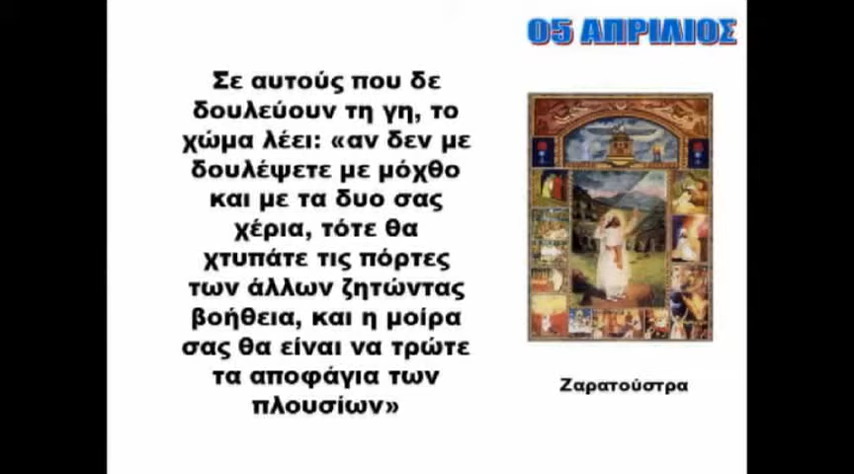 05 ΑΠΡΙΛΙΟΣ
Σε αυτούς που δε
δουλεύουν τη γη, το
χώμα λέει: «αν δεν με
δουλέψετε με μόχθο
και με τα δυο σας
χέρια, τότε θα
χτυπάτε τις πόρτες
των άλλων ζητώντας
βοήθεια, και η μοίρα
σας θα είναι να τρώτε
τα αποφάγια των
πλουσίων»
Ζαρατούστρα